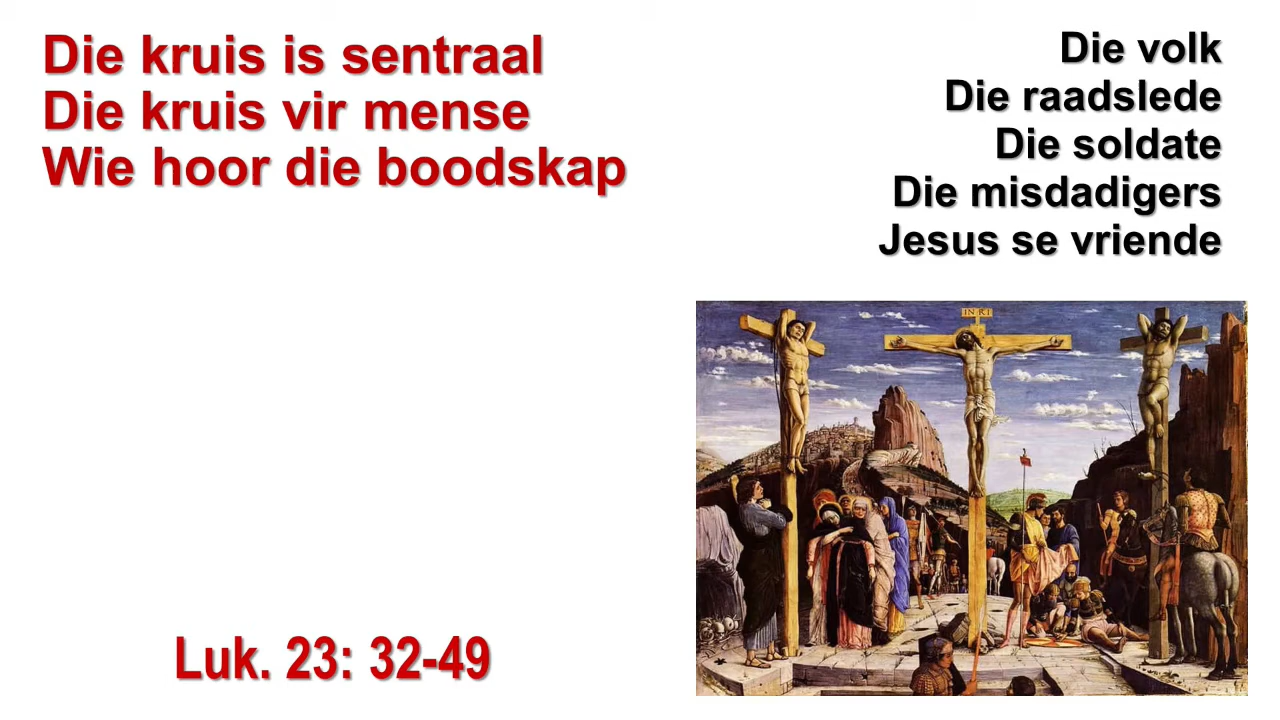 Die kruis is sentraal
Die kruis vir mense
Wie hoor die boodskap
Die volk
Die raadslede
Die soldate
Die misdadigers
Jesus se vriende
INRI
Luk. 23: 32-49